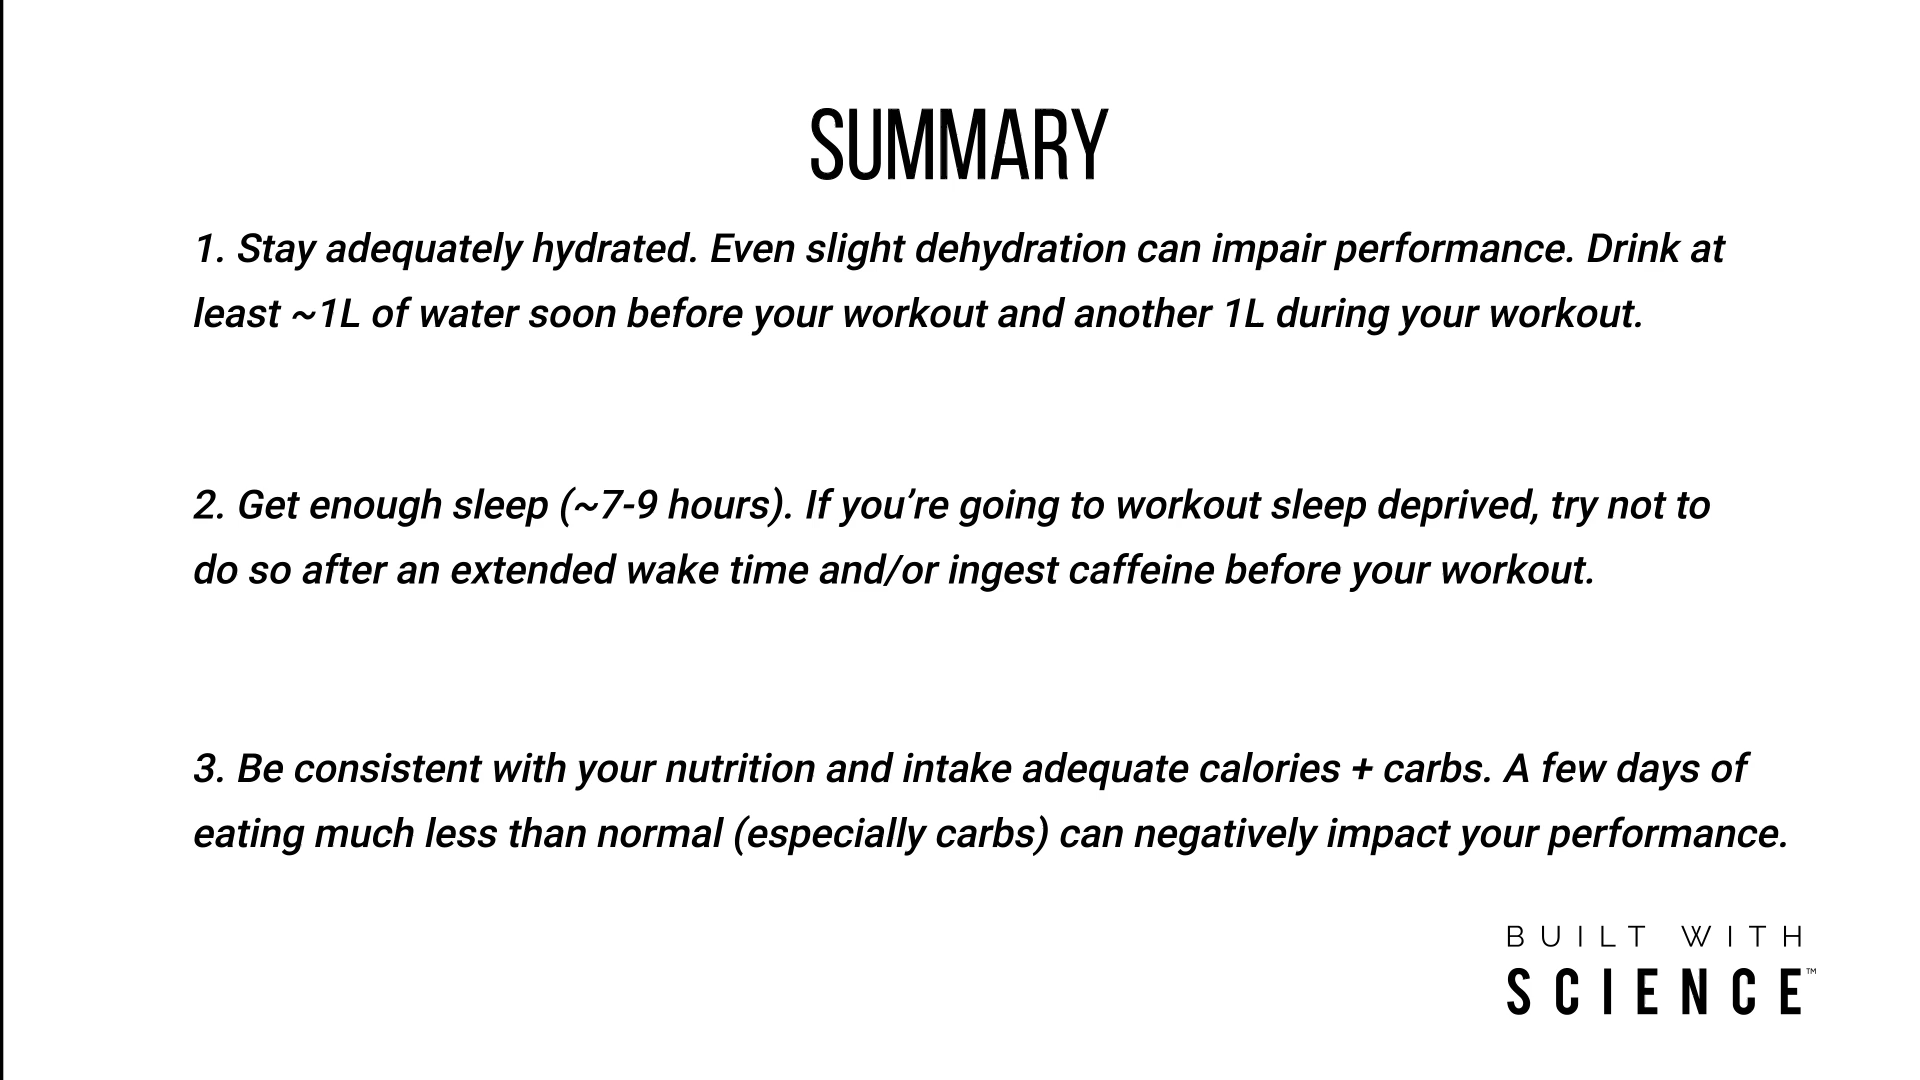 SUMMARY
1. Stay adequately hydrated. Even slight dehydration can impair performance. Drink at
least ~1L of water soon before your workout and another 1L during your workout.
2. Get enough sleep (~7-9 hours). If you’re going to workout sleep deprived, try not to
do so after an extended wake time and/or ingest caffeine before your workout.
3. Be consistent with your nutrition and intake adequate calories + carbs. A few days of
eating much less than normal (especially carbs) can negatively impact your performance.
BUILT WITH
SCIENCE™